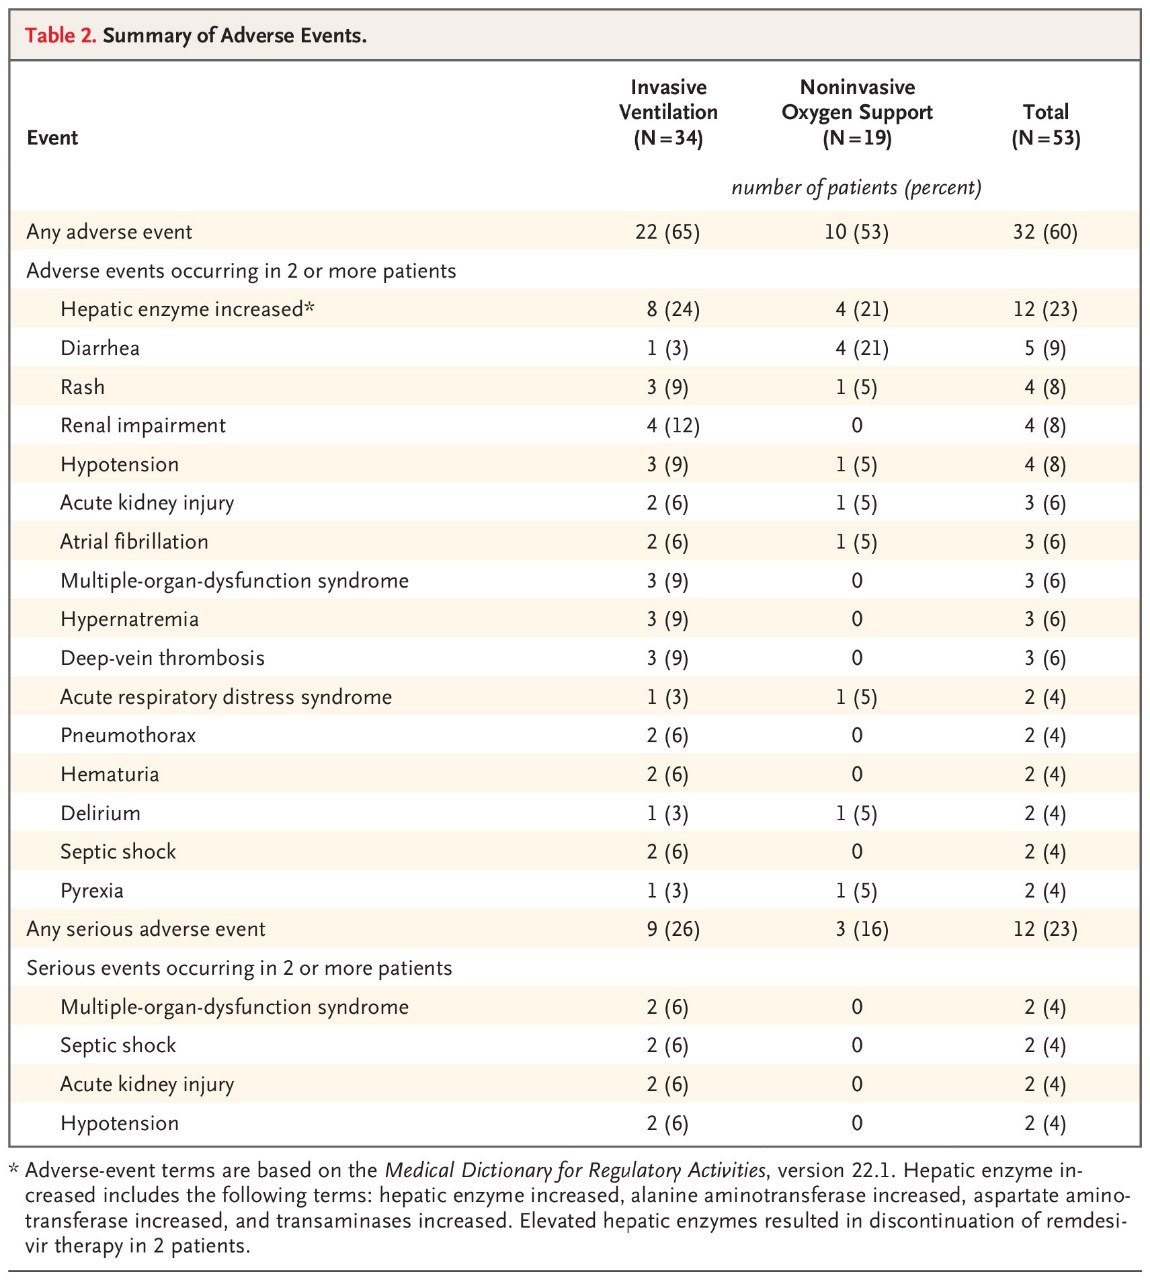 Table 2. Summary of Adverse Events.
Event Invasive Ventilation (N=34) Noninvasive Oxygen Support (N=19) Total (N=53)
number of patients (percent)
Any adverse event 22 (65) 10 (53) 32 (60)
Adverse events occurring in 2 or more patients
Hepatic enzyme increased* 8 (24) 4 (21) 12 (23)
Diarrhea 1 (3) 4 (21) 5 (9)
Rash 3 (9) 1 (5) 4 (8)
Renal impairment 4 (12) 0 4 (8)
Hypotension 3 (9) 1 (5) 4 (8)
Acute kidney injury 2 (6) 1 (5) 3 (6)
Atrial fibrillation 2 (6) 1 (5) 3 (6)
Multiple-organ-dysfunction syndrome 3 (9) 0 3 (6)
Hypernatremia 3 (9) 0 3 (6)
Deep-vein thrombosis 3 (9) 0 3 (6)
Acute respiratory distress syndrome 1 (3) 1 (5) 2 (4)
Pneumothorax 2 (6) 0 2 (4)
Hematuria 2 (6) 0 2 (4)
Delirium 1 (3) 1 (5) 2 (4)
Septic shock 2 (6) 0 2 (4)
Pyrexia 1 (3) 1 (5) 2 (4)
Any serious adverse event 9 (26) 3 (16) 12 (23)
Serious events occurring in 2 or more patients
Multiple-organ-dysfunction syndrome 2 (6) 0 2 (4)
Septic shock 2 (6) 0 2 (4)
Acute kidney injury 2 (6) 0 2 (4)
Hypotension 2 (6) 0 2 (4)
* Adverse-event terms are based on the Medical Dictionary for Regulatory Activities, version 22.1. Hepatic enzyme in-
creased includes the following terms: hepatic enzyme increased, alanine aminotransferase increased, aspartate amino-
transferase increased, and transaminases increased. Elevated hepatic enzymes resulted in discontinuation of remdesi-
vir therapy in 2 patients.